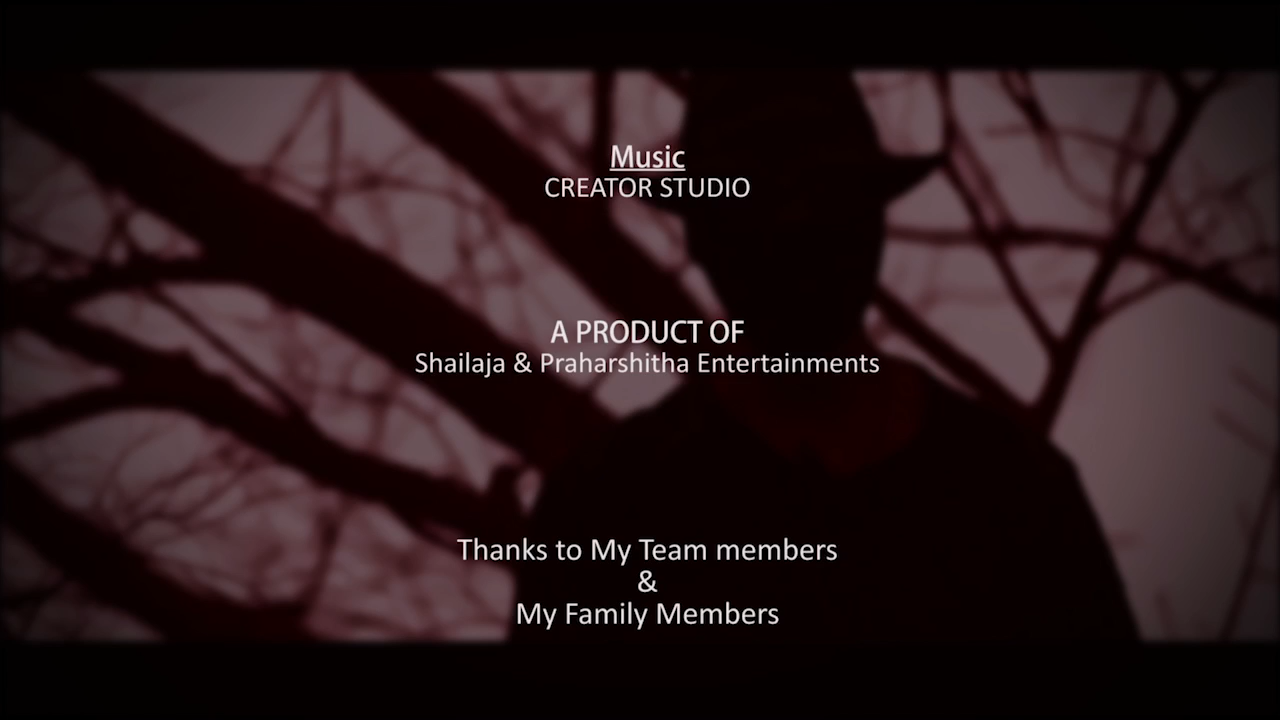 Music
CREATOR STUDIO
A PRODUCT OF
Shailaja & Praharshitha Entertainments
Thanks to My Team members
&
My Family Members